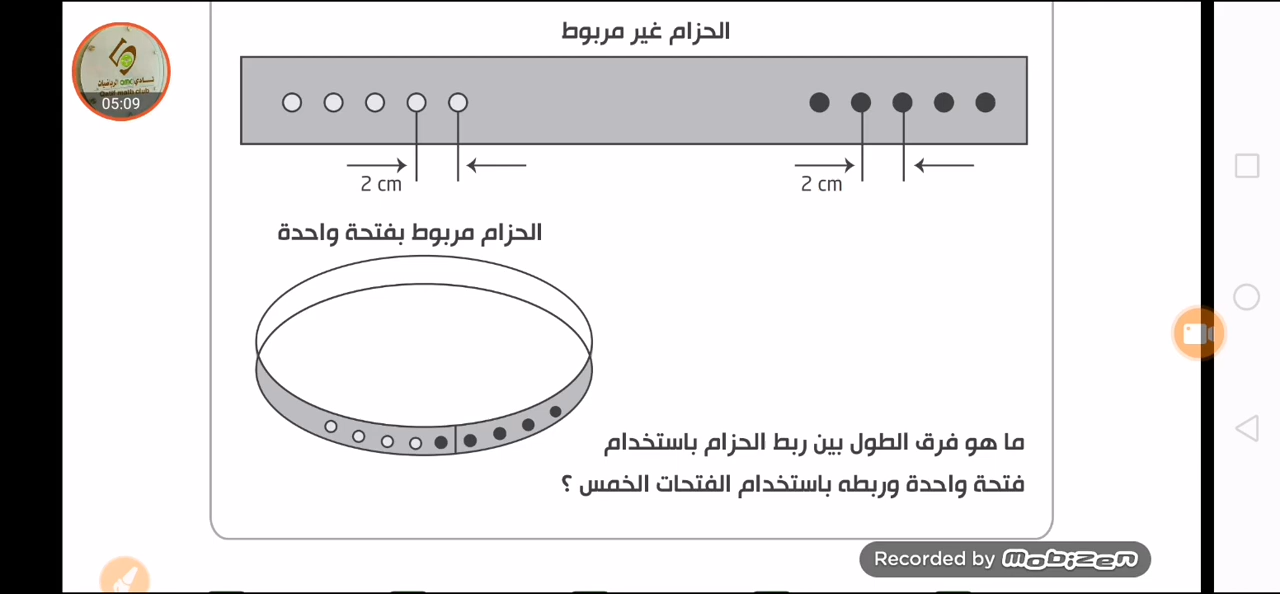 الحزام غير مربوط
05:09
2 cm
2 cm
الحزام مربوط بفتحة واحدة
ما هو فرق الطول بين ربط الحزام باستخدام
فتحة واحدة وربطه باستخدام الفتحات الخمس ؟
Recorded by mobizen